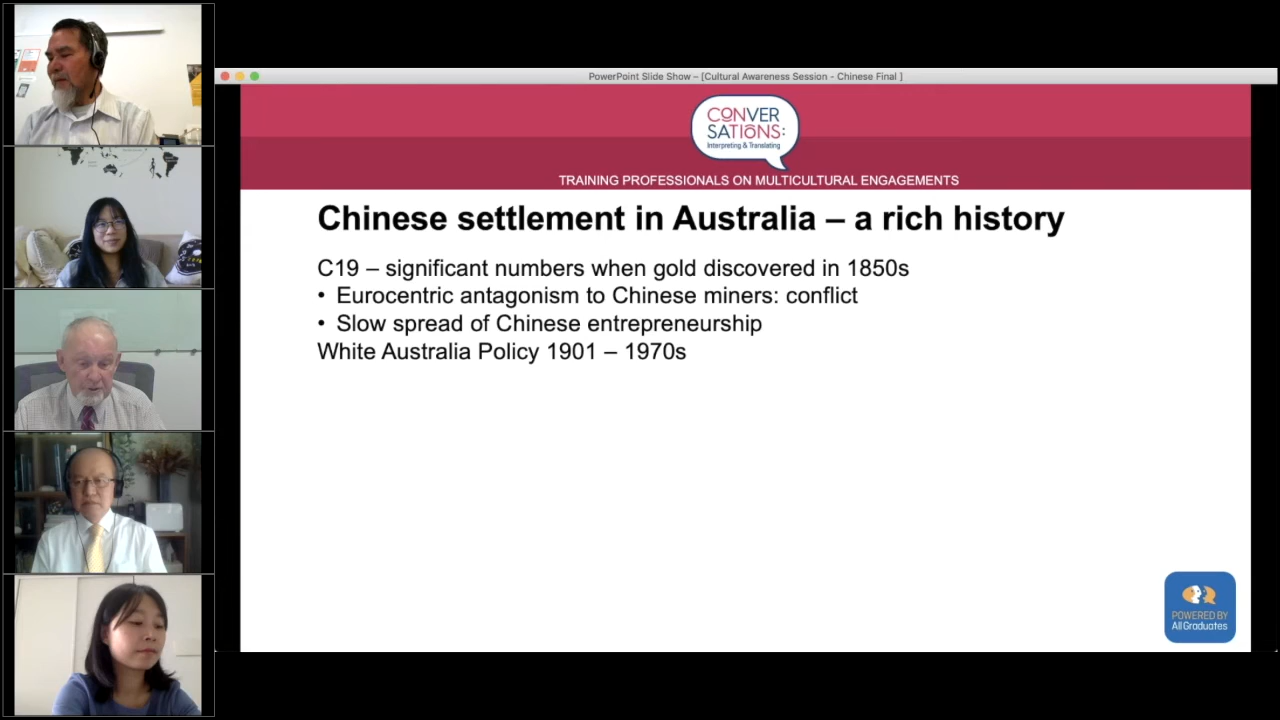 PowerPoint Slide Show – [Cultural Awareness Session - Chinese Final ]
CONVER
SATIONS:
Interpreting & Translating
TRAINING PROFESSIONALS ON MULTICULTURAL ENGAGEMENTS
Chinese settlement in Australia – a rich history
C19 – significant numbers when gold discovered in 1850s
• Eurocentric antagonism to Chinese miners: conflict
• Slow spread of Chinese entrepreneurship
White Australia Policy 1901 – 1970s
POWERED BY
All Graduates